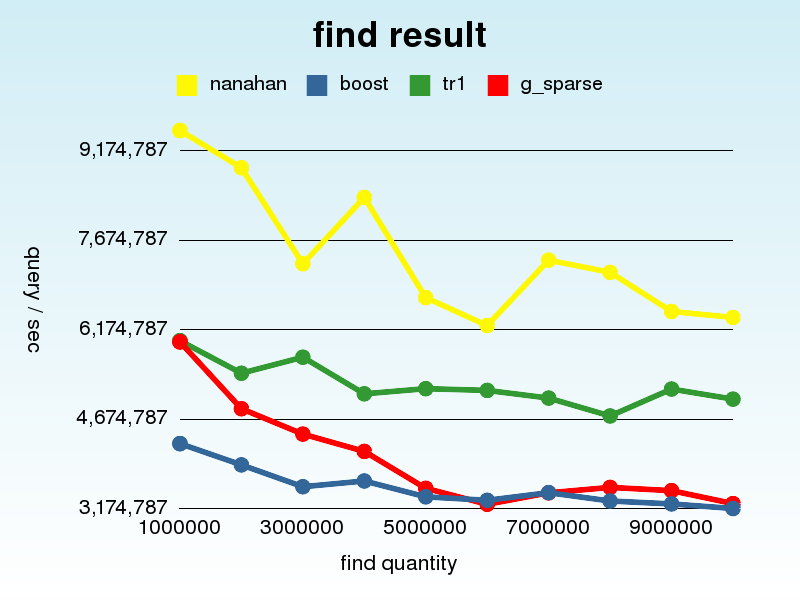 find result
nanahan boost tr1 g_sparse
9,174,787
7,674,787
query / sec
6,174,787
4,674,787
3,174,787
1000000 3000000 5000000 7000000 9000000
find quantity